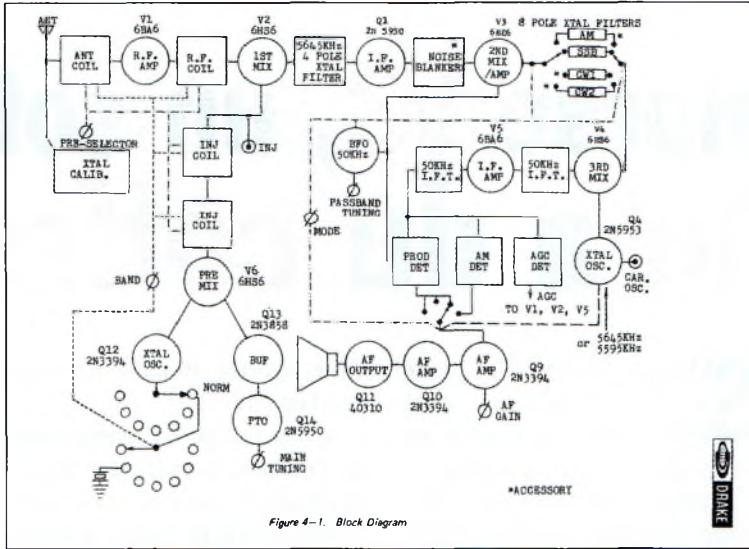 ANT
V1
6BA6
V2
6HS6
Q1
2N 5950
V3
8 POLE XTAL FILTERS
ANT
COIL
R.F.
AMP
R.F.
COIL
1ST
MIX
5645KHz
4 POLE
XTAL
FILTER
I.F.
AMP
*
NOISE
BLANKER
2ND
MIX
/AMP
AM
*
SSB
* CW1
* CW2
PRE-SELECTOR
XTAL
CALIB.
INJ
COIL
INJ
BFO
50KHz
PASSBAND
TUNING
MODE
V5
6BA6
V4
50KHz
I.F.T.
I.F.
AMP
50KHz
I.F.T.
3RD
MIX
INJ
COIL
Q4
2N5953
PROD
DET
AM
DET
AGC
DET
XTAL
OSC.
CAR.
OSC.
AGC
TO V1, V2, V5
BAND
PRE
MIX
V6
6HS6
Q13
2N3858
or 5645KHz
5595KHz
Q12
2N3394
XTAL
OSC.
BUF
AF
OUTPUT
AF
AMP
AF
AMP
Q9
2N3394
NORM
Q11
40310
Q10
2N3394
AF
GAIN
PTO
Q14
2N5950
MAIN
TUNING
*ACCESSORY
DRAKE
Figure 4-1. Block Diagram